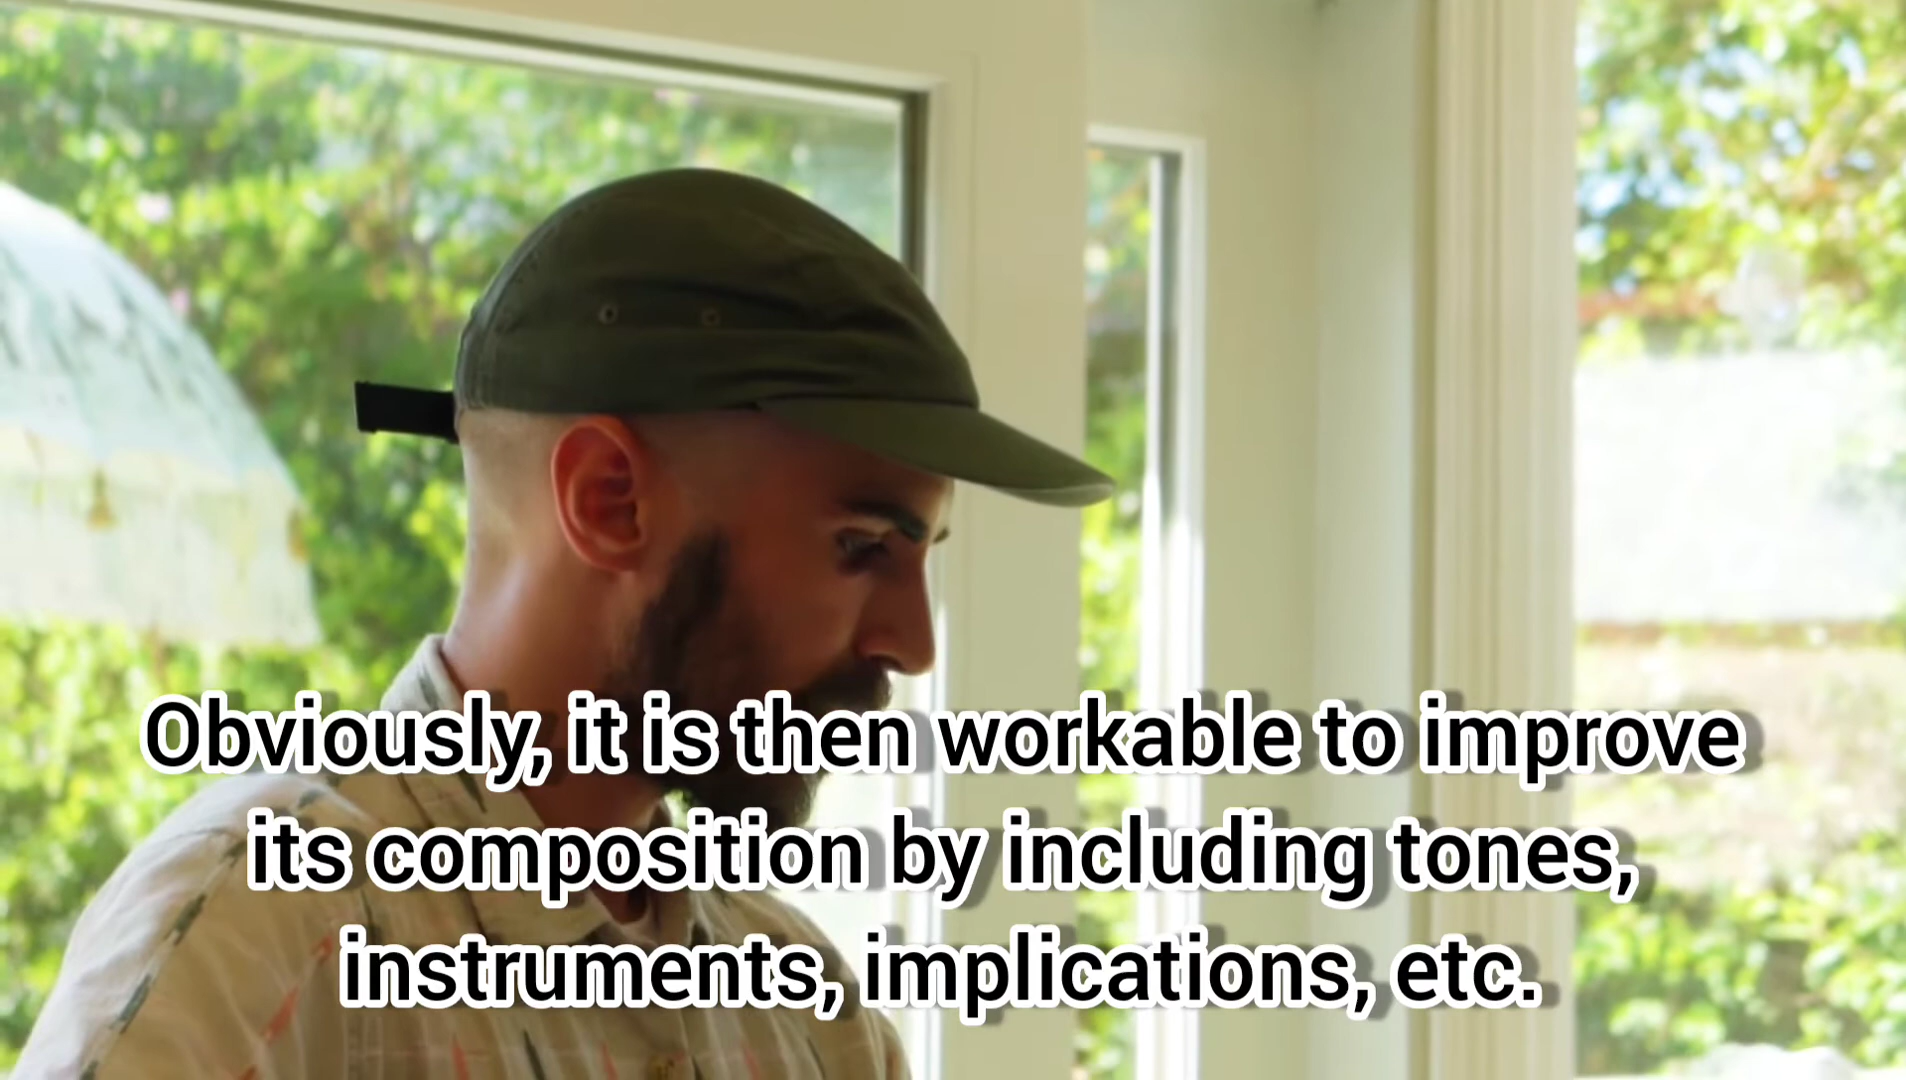 Obviously, it is then workable to improve
its composition by including tones,
instruments, implications, etc.